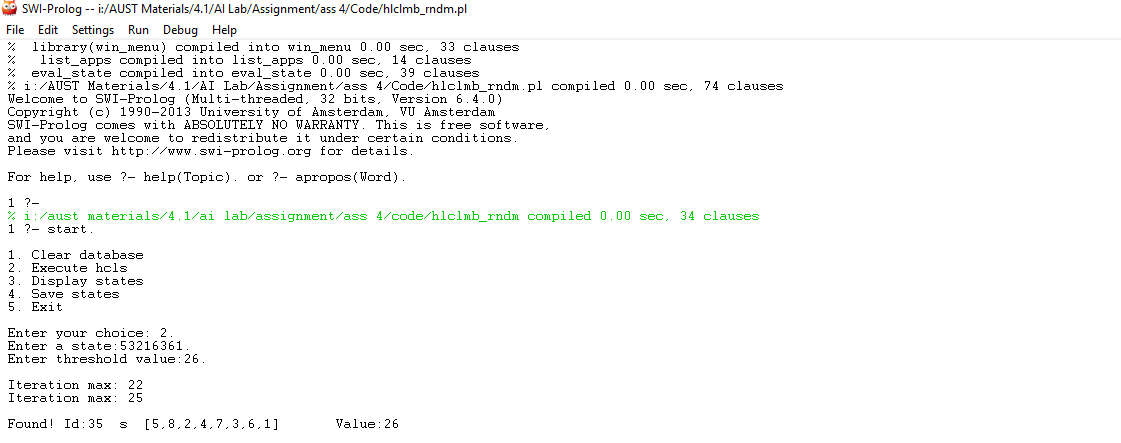 SWI-Prolog -- i:/AUST Materials/4.1/AI Lab/Assignment/ass 4/Code/hlclmb_rndm.pl
File Edit Settings Run Debug Help
%  library(win_menu) compiled into win_menu 0.00 sec, 33 clauses
%   list_apps compiled into list_apps 0.00 sec, 14 clauses
%  eval_state compiled into eval_state 0.00 sec, 39 clauses
% i:/AUST Materials/4.1/AI Lab/Assignment/ass 4/Code/hlclmb_rndm.pl compiled 0.00 sec, 74 clauses
Welcome to SWI-Prolog (Multi-threaded, 32 bits, Version 6.4.0)
Copyright (c) 1990-2013 University of Amsterdam, VU Amsterdam
SWI-Prolog comes with ABSOLUTELY NO WARRANTY. This is free software,
and you are welcome to redistribute it under certain conditions.
Please visit http://www.swi-prolog.org for details.
For help, use ?- help(Topic). or ?- apropos(Word).
1 ?-
% i:/aust materials/4.1/ai lab/assignment/ass 4/code/hlclmb_rndm compiled 0.00 sec, 34 clauses
1 ?- start.
1. Clear database
2. Execute hcls
3. Display states
4. Save states
5. Exit
Enter your choice: 2.
Enter a state:53216361.
Enter threshold value:26.
Iteration max: 22
Iteration max: 25
Found! Id:35  s  [5,8,2,4,7,3,6,1]       Value:26